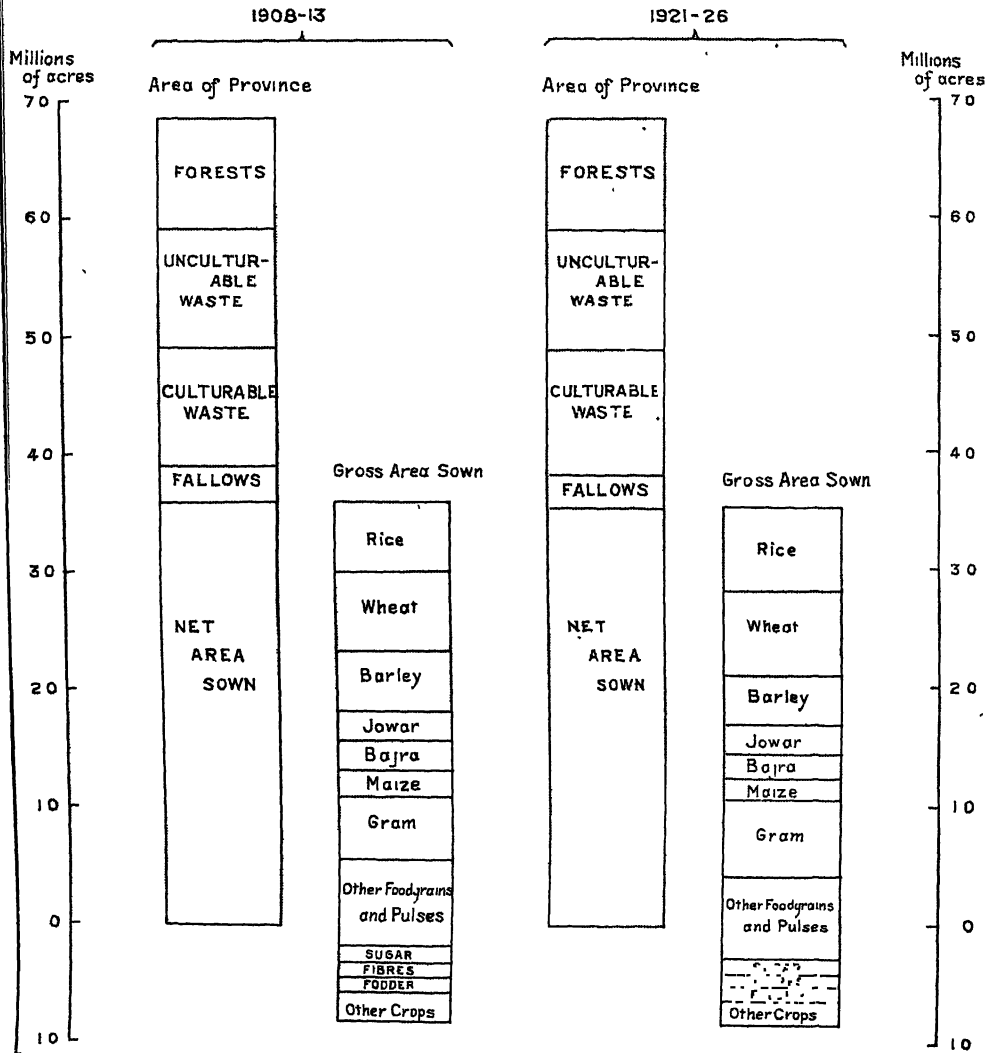 1908-13
1921-26
Millions
of acres
Area of Province
Area of Province
Millions
of acres
70
60
50
40
30
20
10
0
10
FORESTS
UNCULTUR-
ABLE
WASTE
CULTURABLE
WASTE
FALLOWS
NET
AREA
SOWN
Gross Area Sown
Rice
Wheat
Barley
Jowar
Bajra
Maize
Gram
Other Foodgrains
and Pulses
SUGAR
FIBRES
FODDER
Other Crops
FORESTS
UNCULTUR-
ABLE
WASTE
CULTURABLE
WASTE
FALLOWS
NET
AREA
SOWN
Gross Area Sown
Rice
Wheat
Barley
Jowar
Bajra
Maize
Gram
Other Foodgrains
and Pulses
Other Crops
70
60
50
40
30
20
10
0
10